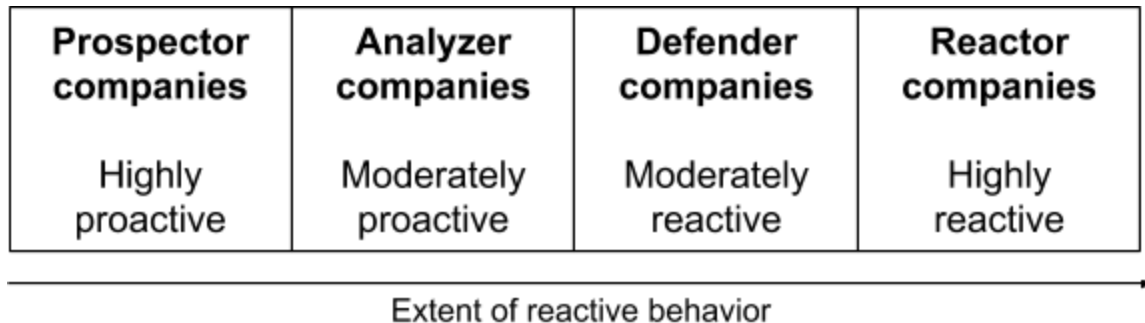 Prospector
companies
Highly
proactive
Analyzer
companies
Moderately
proactive
Defender
companies
Moderately
reactive
Reactor
companies
Highly
reactive
Extent of reactive behavior